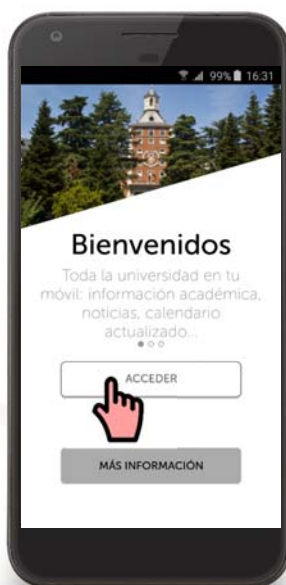 99% 16:31
Bienvenidos
Toda la universidad en tu
móvil: información académica,
noticias, calendario
actualizado...
ACCEDER
MÁS INFORMACIÓN